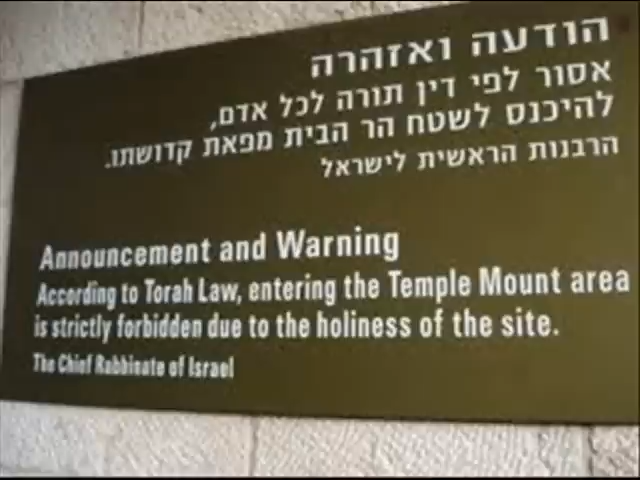 הודעה ואזהרה
אסור לפי דין תורה לכל אדם,
להיכנס לשטח הר הבית מפאת קדושתו.
הרבנות הראשית לישראל
Announcement and Warning
According to Torah Law, entering the Temple Mount area
is strictly forbidden due to the holiness of the site.
The Chief Rabbinate of Israel